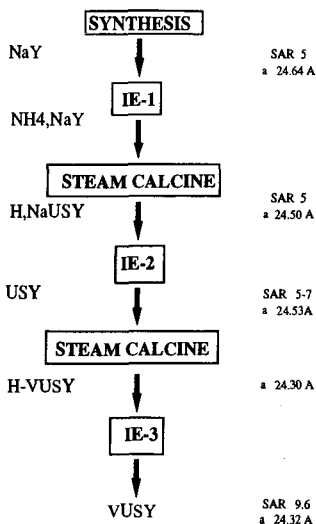 SYNTHESIS
NaY
SAR 5
a 24.64 A
IE-1
NH4,NaY
STEAM CALCINE
H,NaUSY
SAR 5
a 24.50 A
IE-2
USY
SAR 5-7
a 24.53A
STEAM CALCINE
H-VUSY
a 24.30 A
IE-3
VUSY
SAR 9.6
a 24.32 A